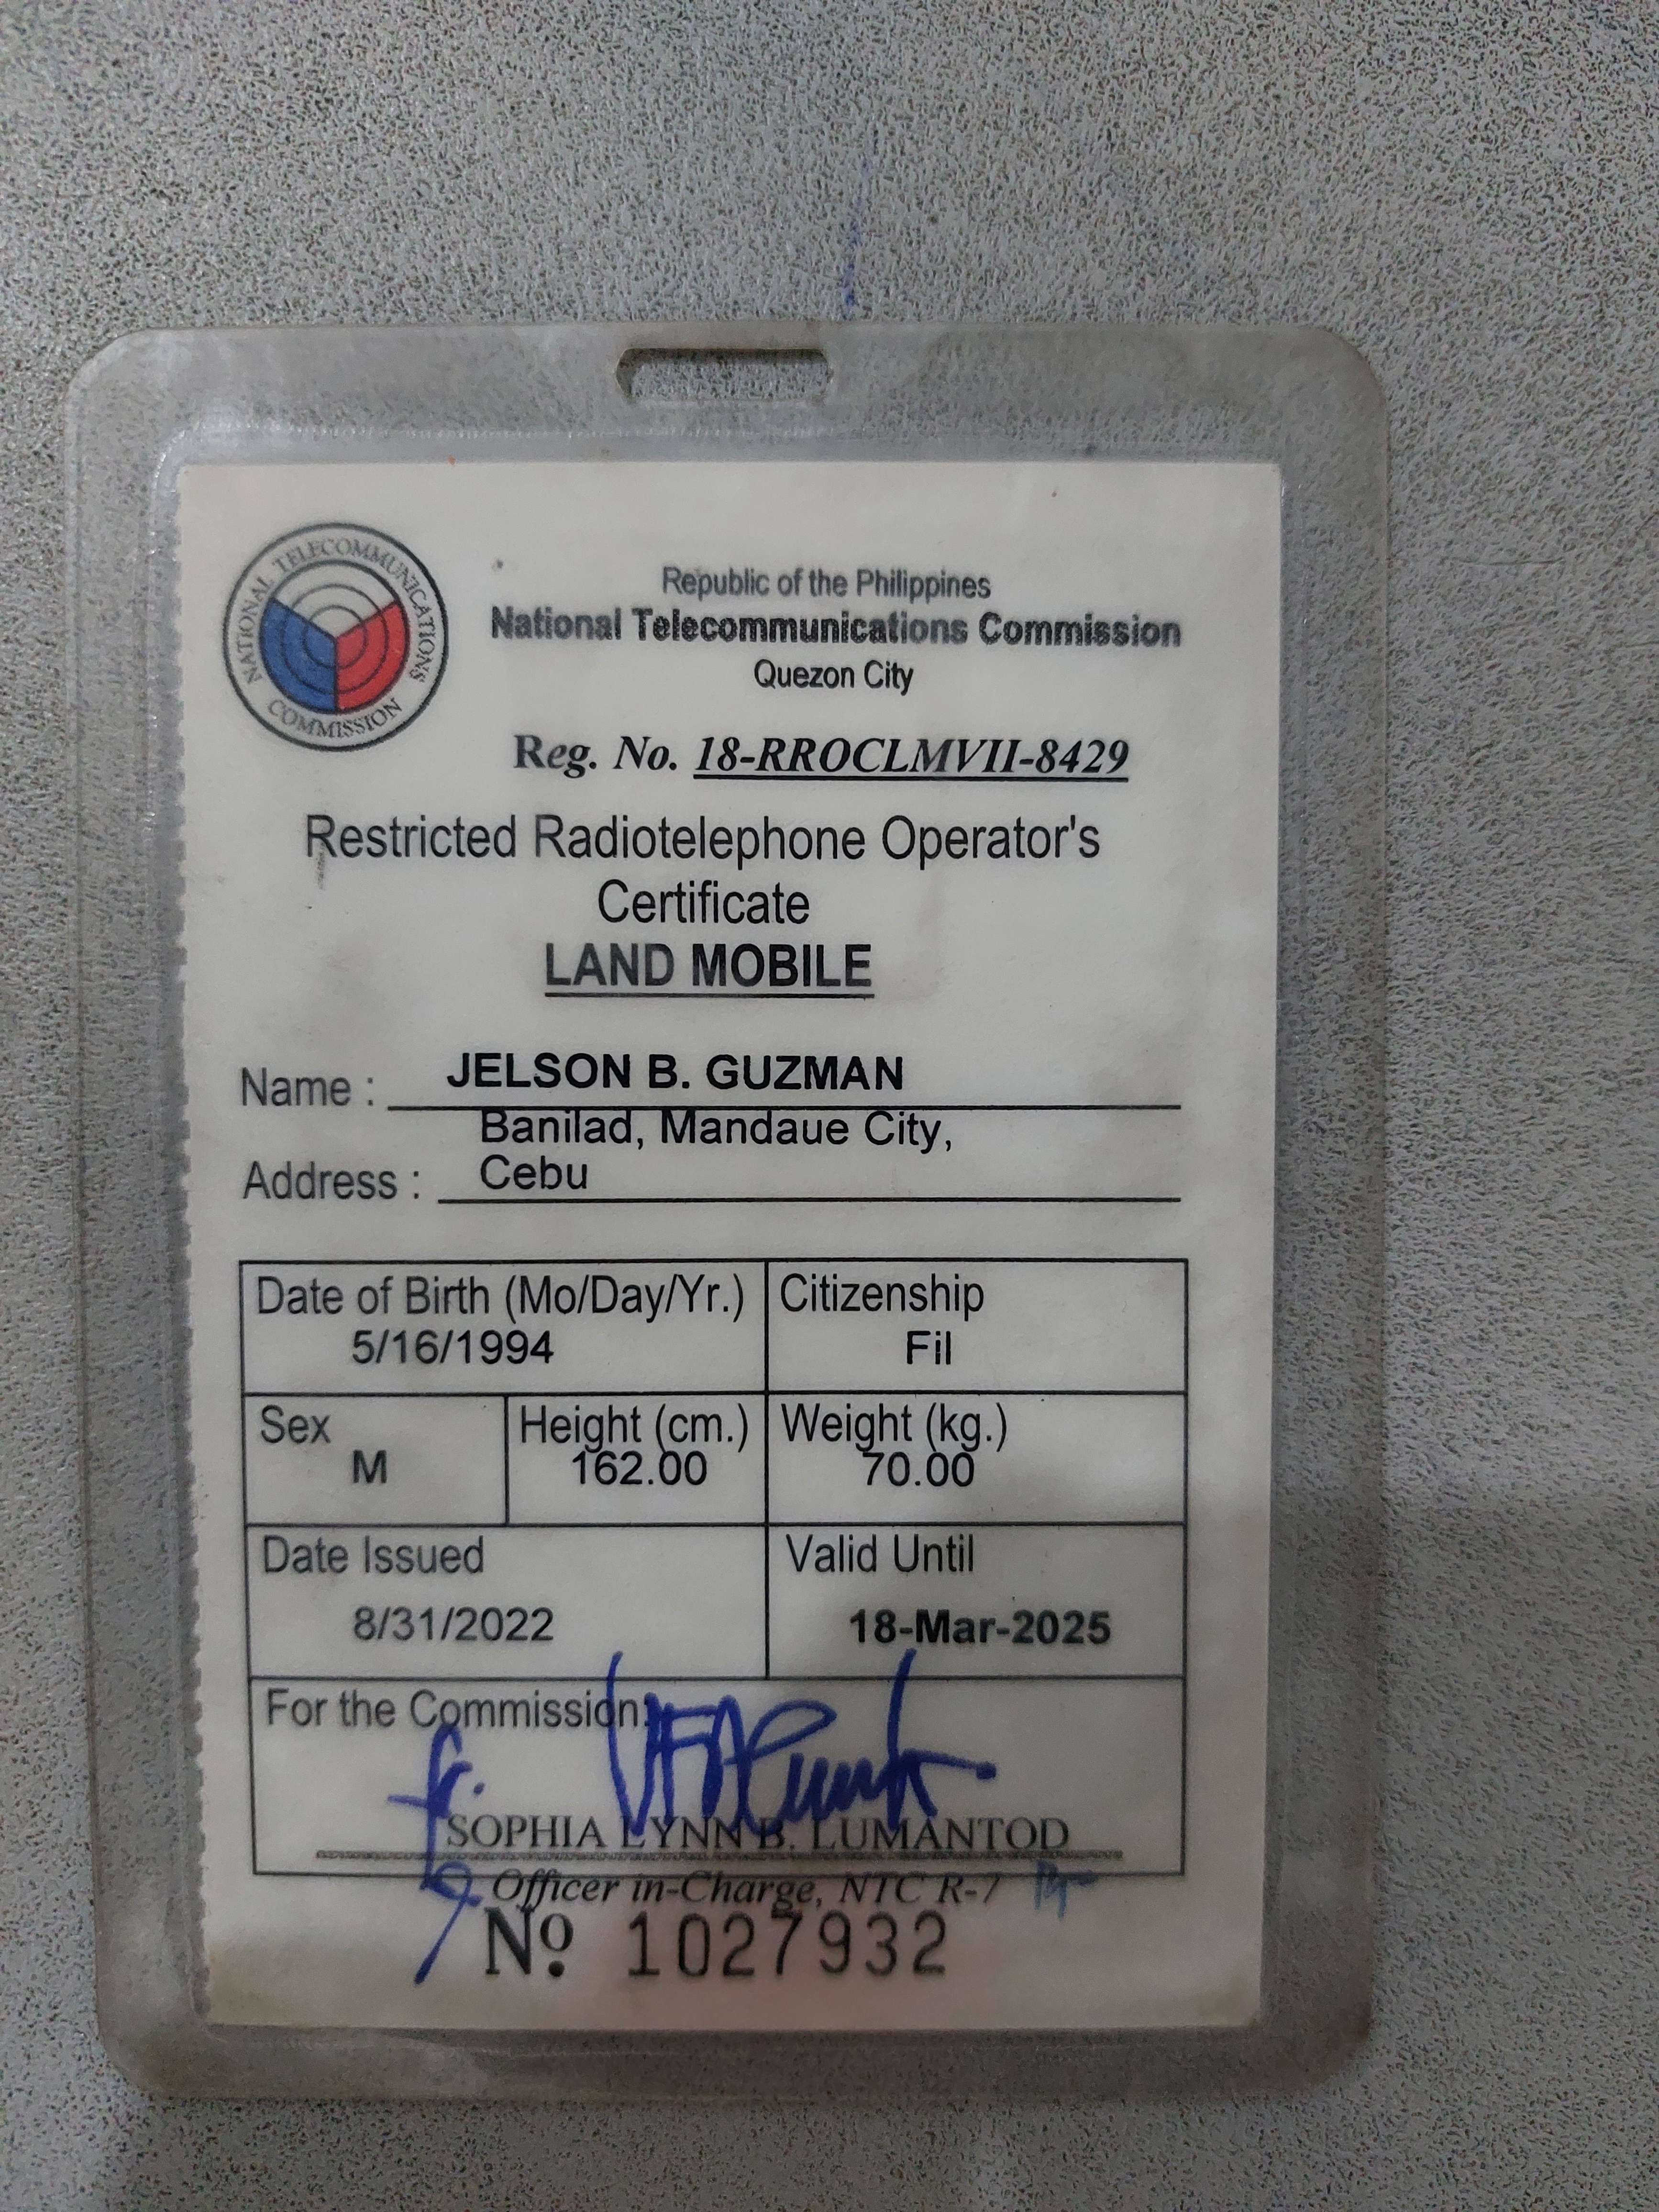 NATIONAL TELECOMMUNICATIONS COMMISSION
Republic of the Philippines
National Telecommunications Commission
Quezon City
Reg. No. 18-RROCLMVII-8429
Restricted Radiotelephone Operator's
Certificate
LAND MOBILE
Name : JELSON B. GUZMAN
Banilad, Mandaue City,
Address : Cebu
Date of Birth (Mo/Day/Yr.) Citizenship
5/16/1994 Fil
Sex Height (cm.) Weight (kg.)
M 162.00 70.00
Date Issued Valid Until
8/31/2022 18-Mar-2025
For the Commission:
fr.
SOPHIA LYNN B. LUMANTOD
Officer in-Charge, NTC R-7
No. 1027932